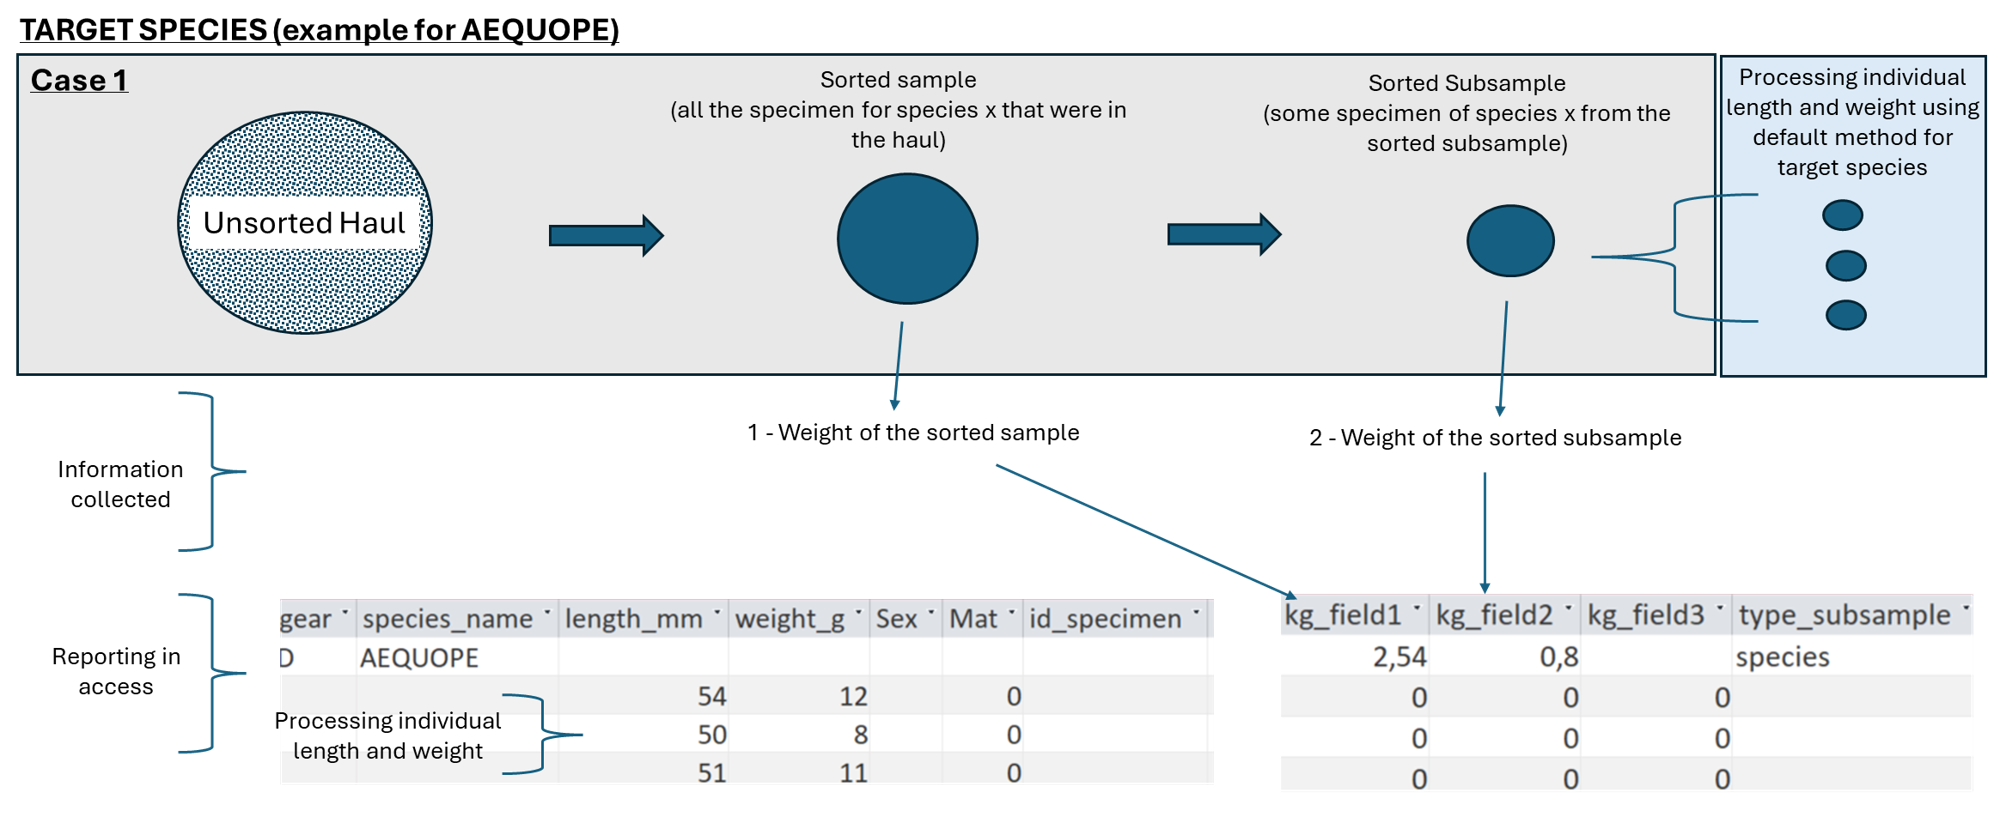 TARGET SPECIES (example for AEQUOPE)
Case 1
Unsorted Haul
Sorted sample
(all the specimen for species x that were in
the haul)
Sorted Subsample
(some specimen of species x from the
sorted subsample)
Processing individual
length and weight using
default method for
target species
1 - Weight of the sorted sample
2 - Weight of the sorted subsample
Information
collected
Reporting in
access
gear species_name length_mm weight_g Sex Mat id_specimen kg_field1 kg_field2 kg_field3 type_subsample
D AEQUOPE 2,54 0,8 species
54 12 0 0 0 0
Processing individual
length and weight
50 8 0 0 0 0
51 11 0 0 0 0